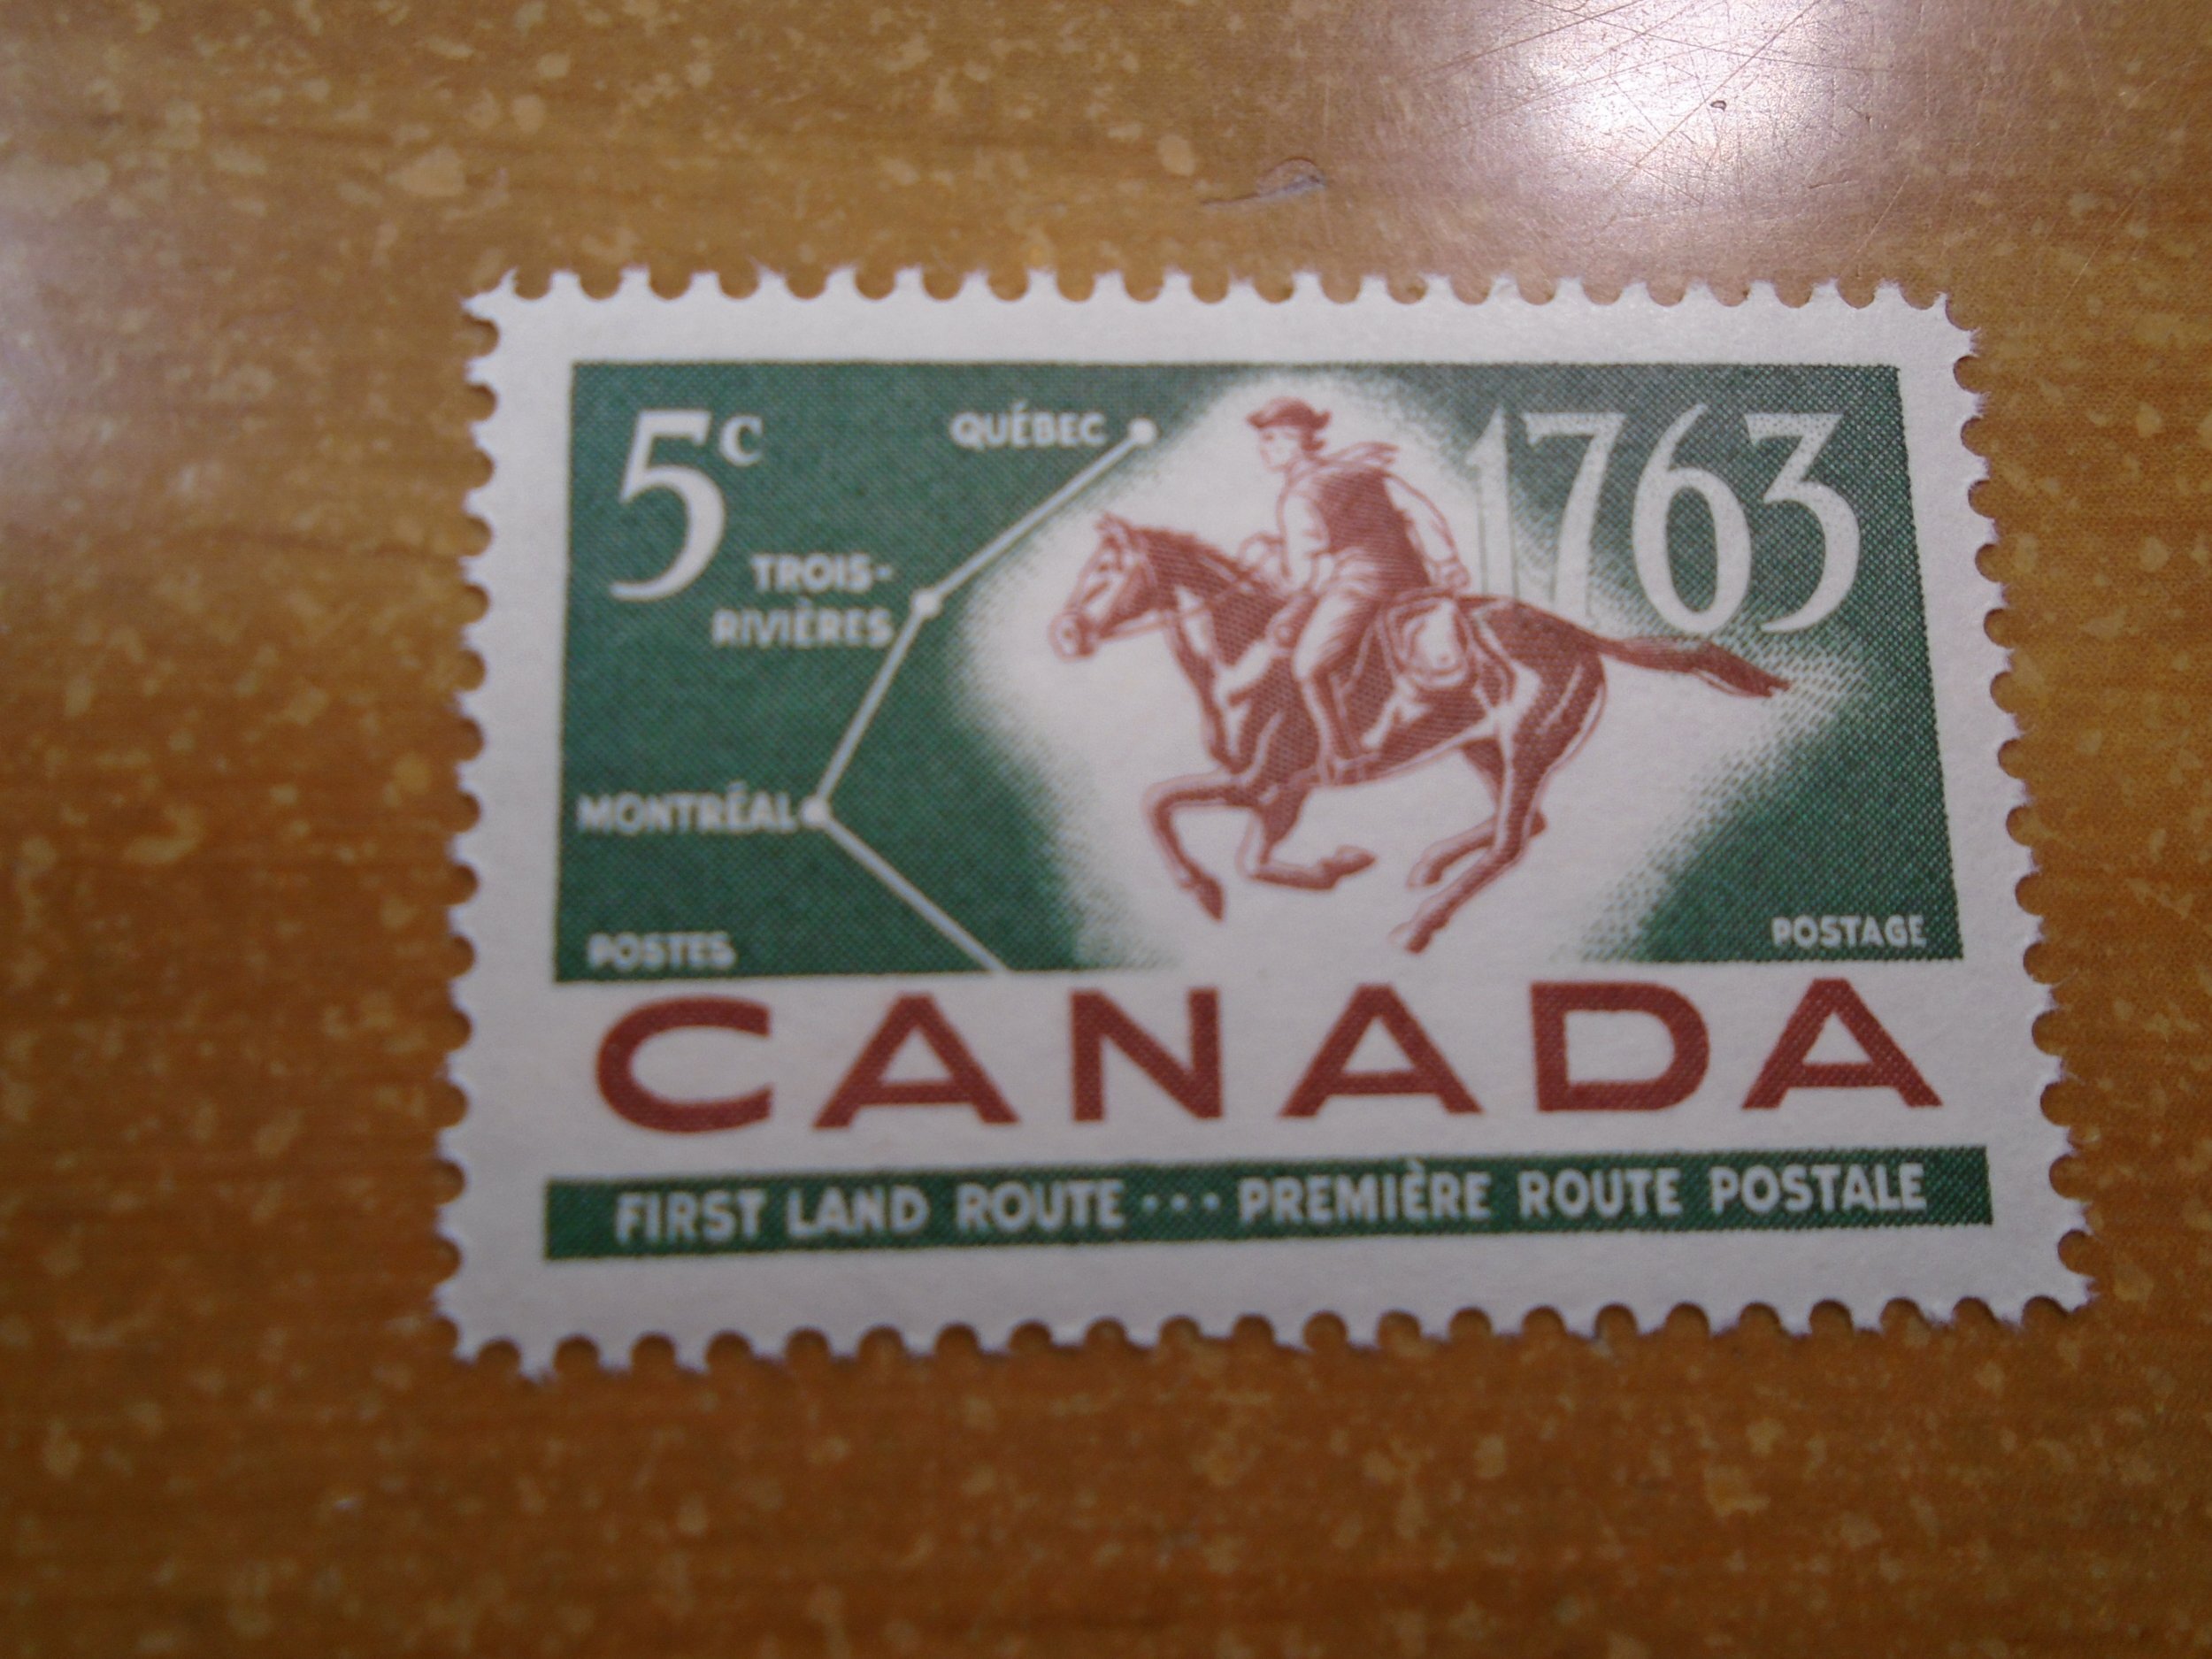 5c
QUÉBEC
1763
TROIS-
RIVIÈRES
MONTRÉAL
POSTES
POSTAGE
CANADA
FIRST LAND ROUTE ··· PREMIÈRE ROUTE POSTALE